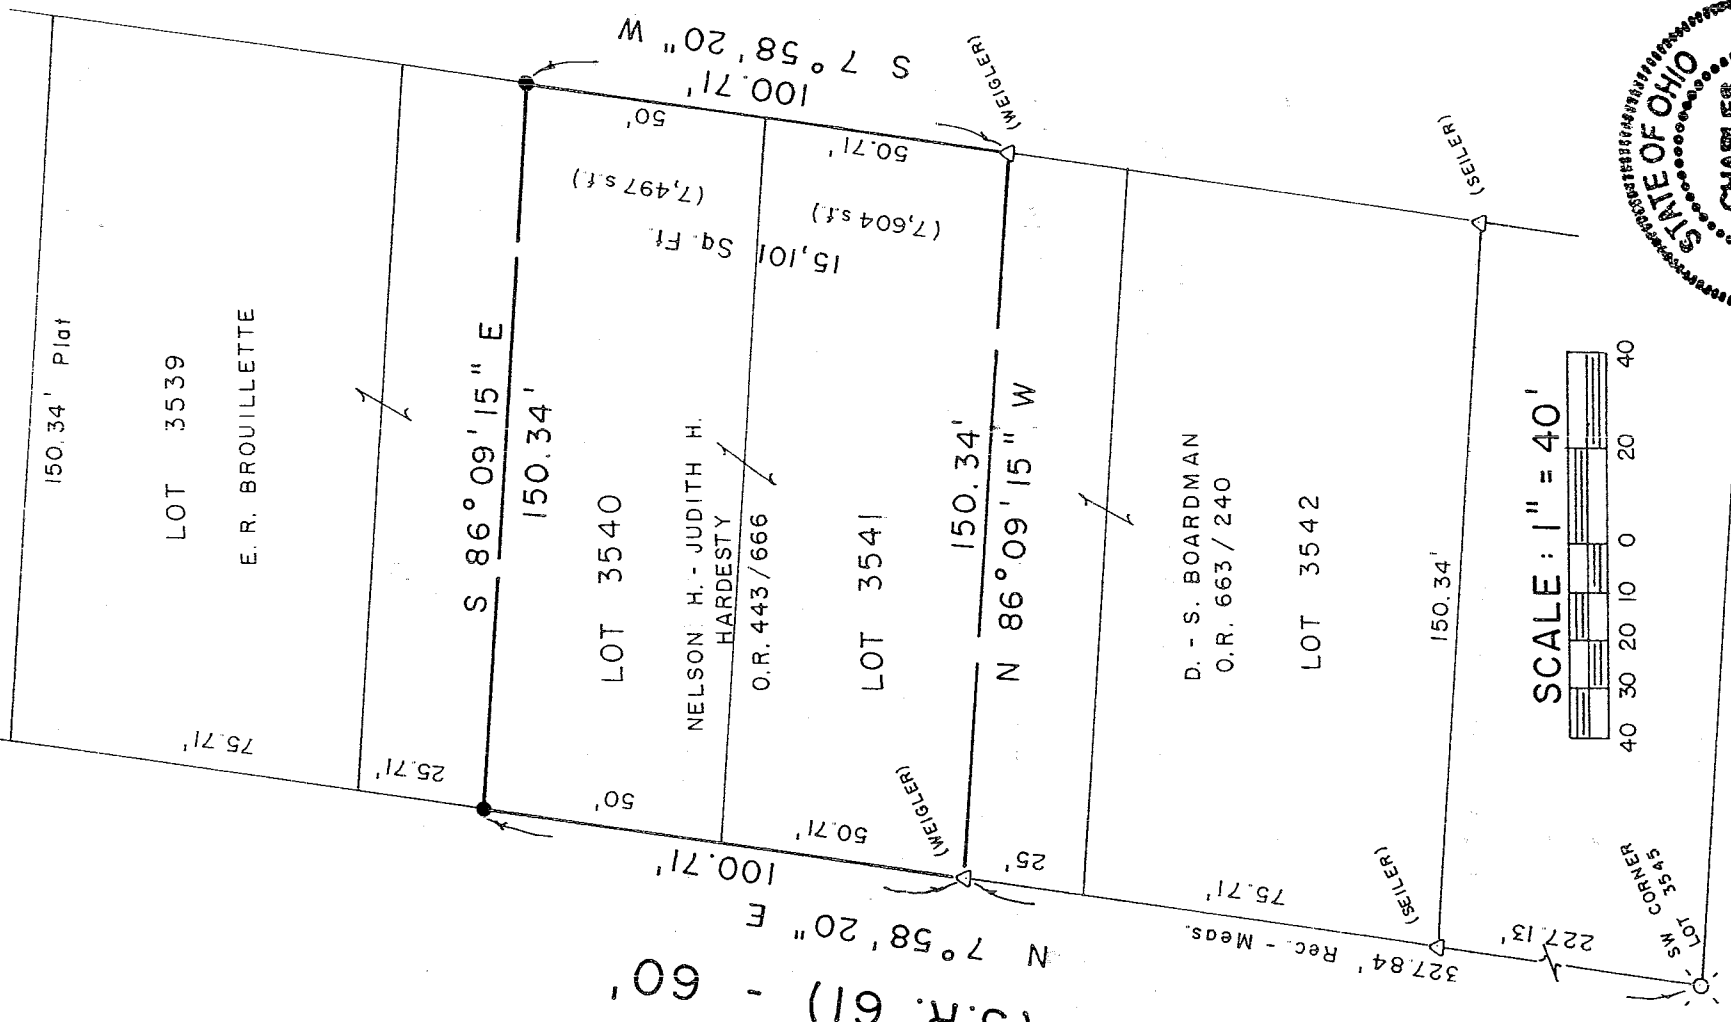 150.34' Plat
LOT 3539
E. R. BROUILLETTE
75.71'
25.71'
S 86° 09' 15" E
150.34'
LOT 3540
NELSON H. - JUDITH H.
HARDESTY
O.R. 443/666
LOT 3541
150.34'
N 86° 09' 15" W
S 7° 58' 20" W
100.71'
50'
50.71'
(7,497 s.f.)
(7,604 s.f.)
15,101 Sq. Ft.
(WEIGLER)
(SEILER)
50'
50.71'
100.71'
N 7° 58' 20" E
(WEIGLER)
25'
D. - S. BOARDMAN
O.R. 663/240
LOT 3542
150.34'
75.71'
(SEILER)
327.84' Rec. - Meas.
227.13'
SW CORNER
LOT 3545
60'
SCALE : 1" = 40'
40 30 20 10 0 20 40
STATE OF OHIO